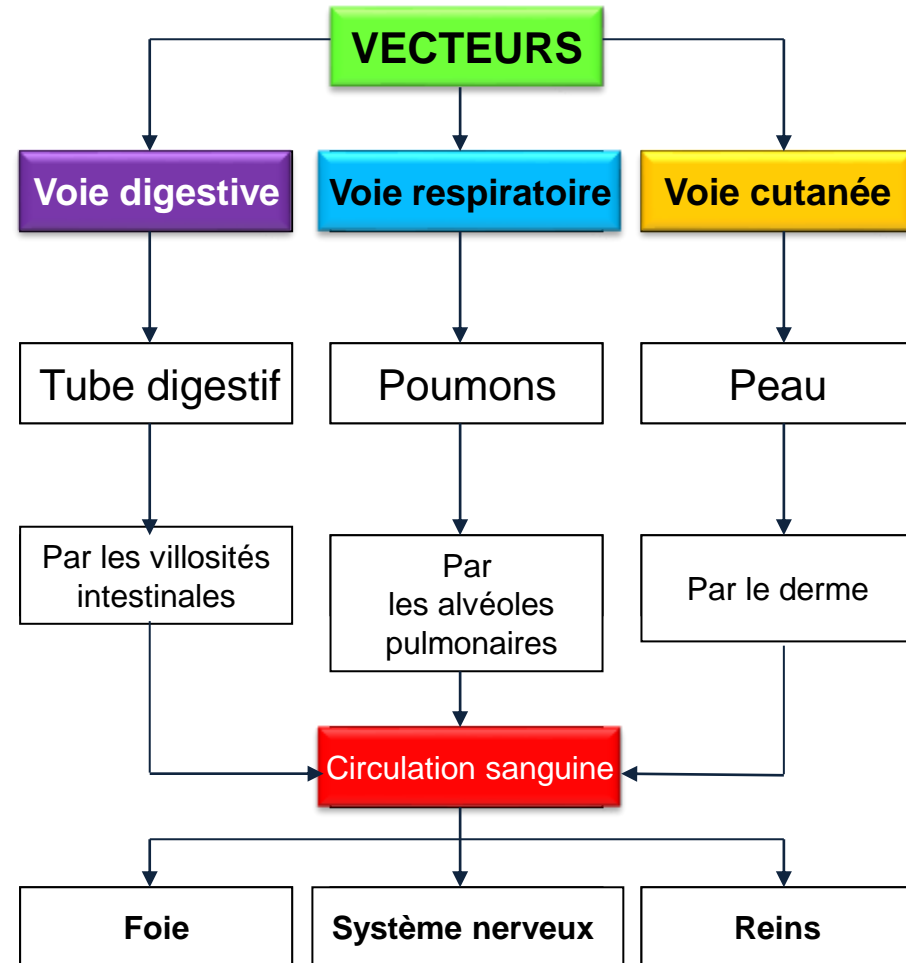 VECTEURS
Voie digestive
Voie respiratoire
Voie cutanée
Tube digestif
Poumons
Peau
Par les villosités
intestinales
Par
les alvéoles
pulmonaires
Par le derme
Circulation sanguine
Foie
Système nerveux
Reins